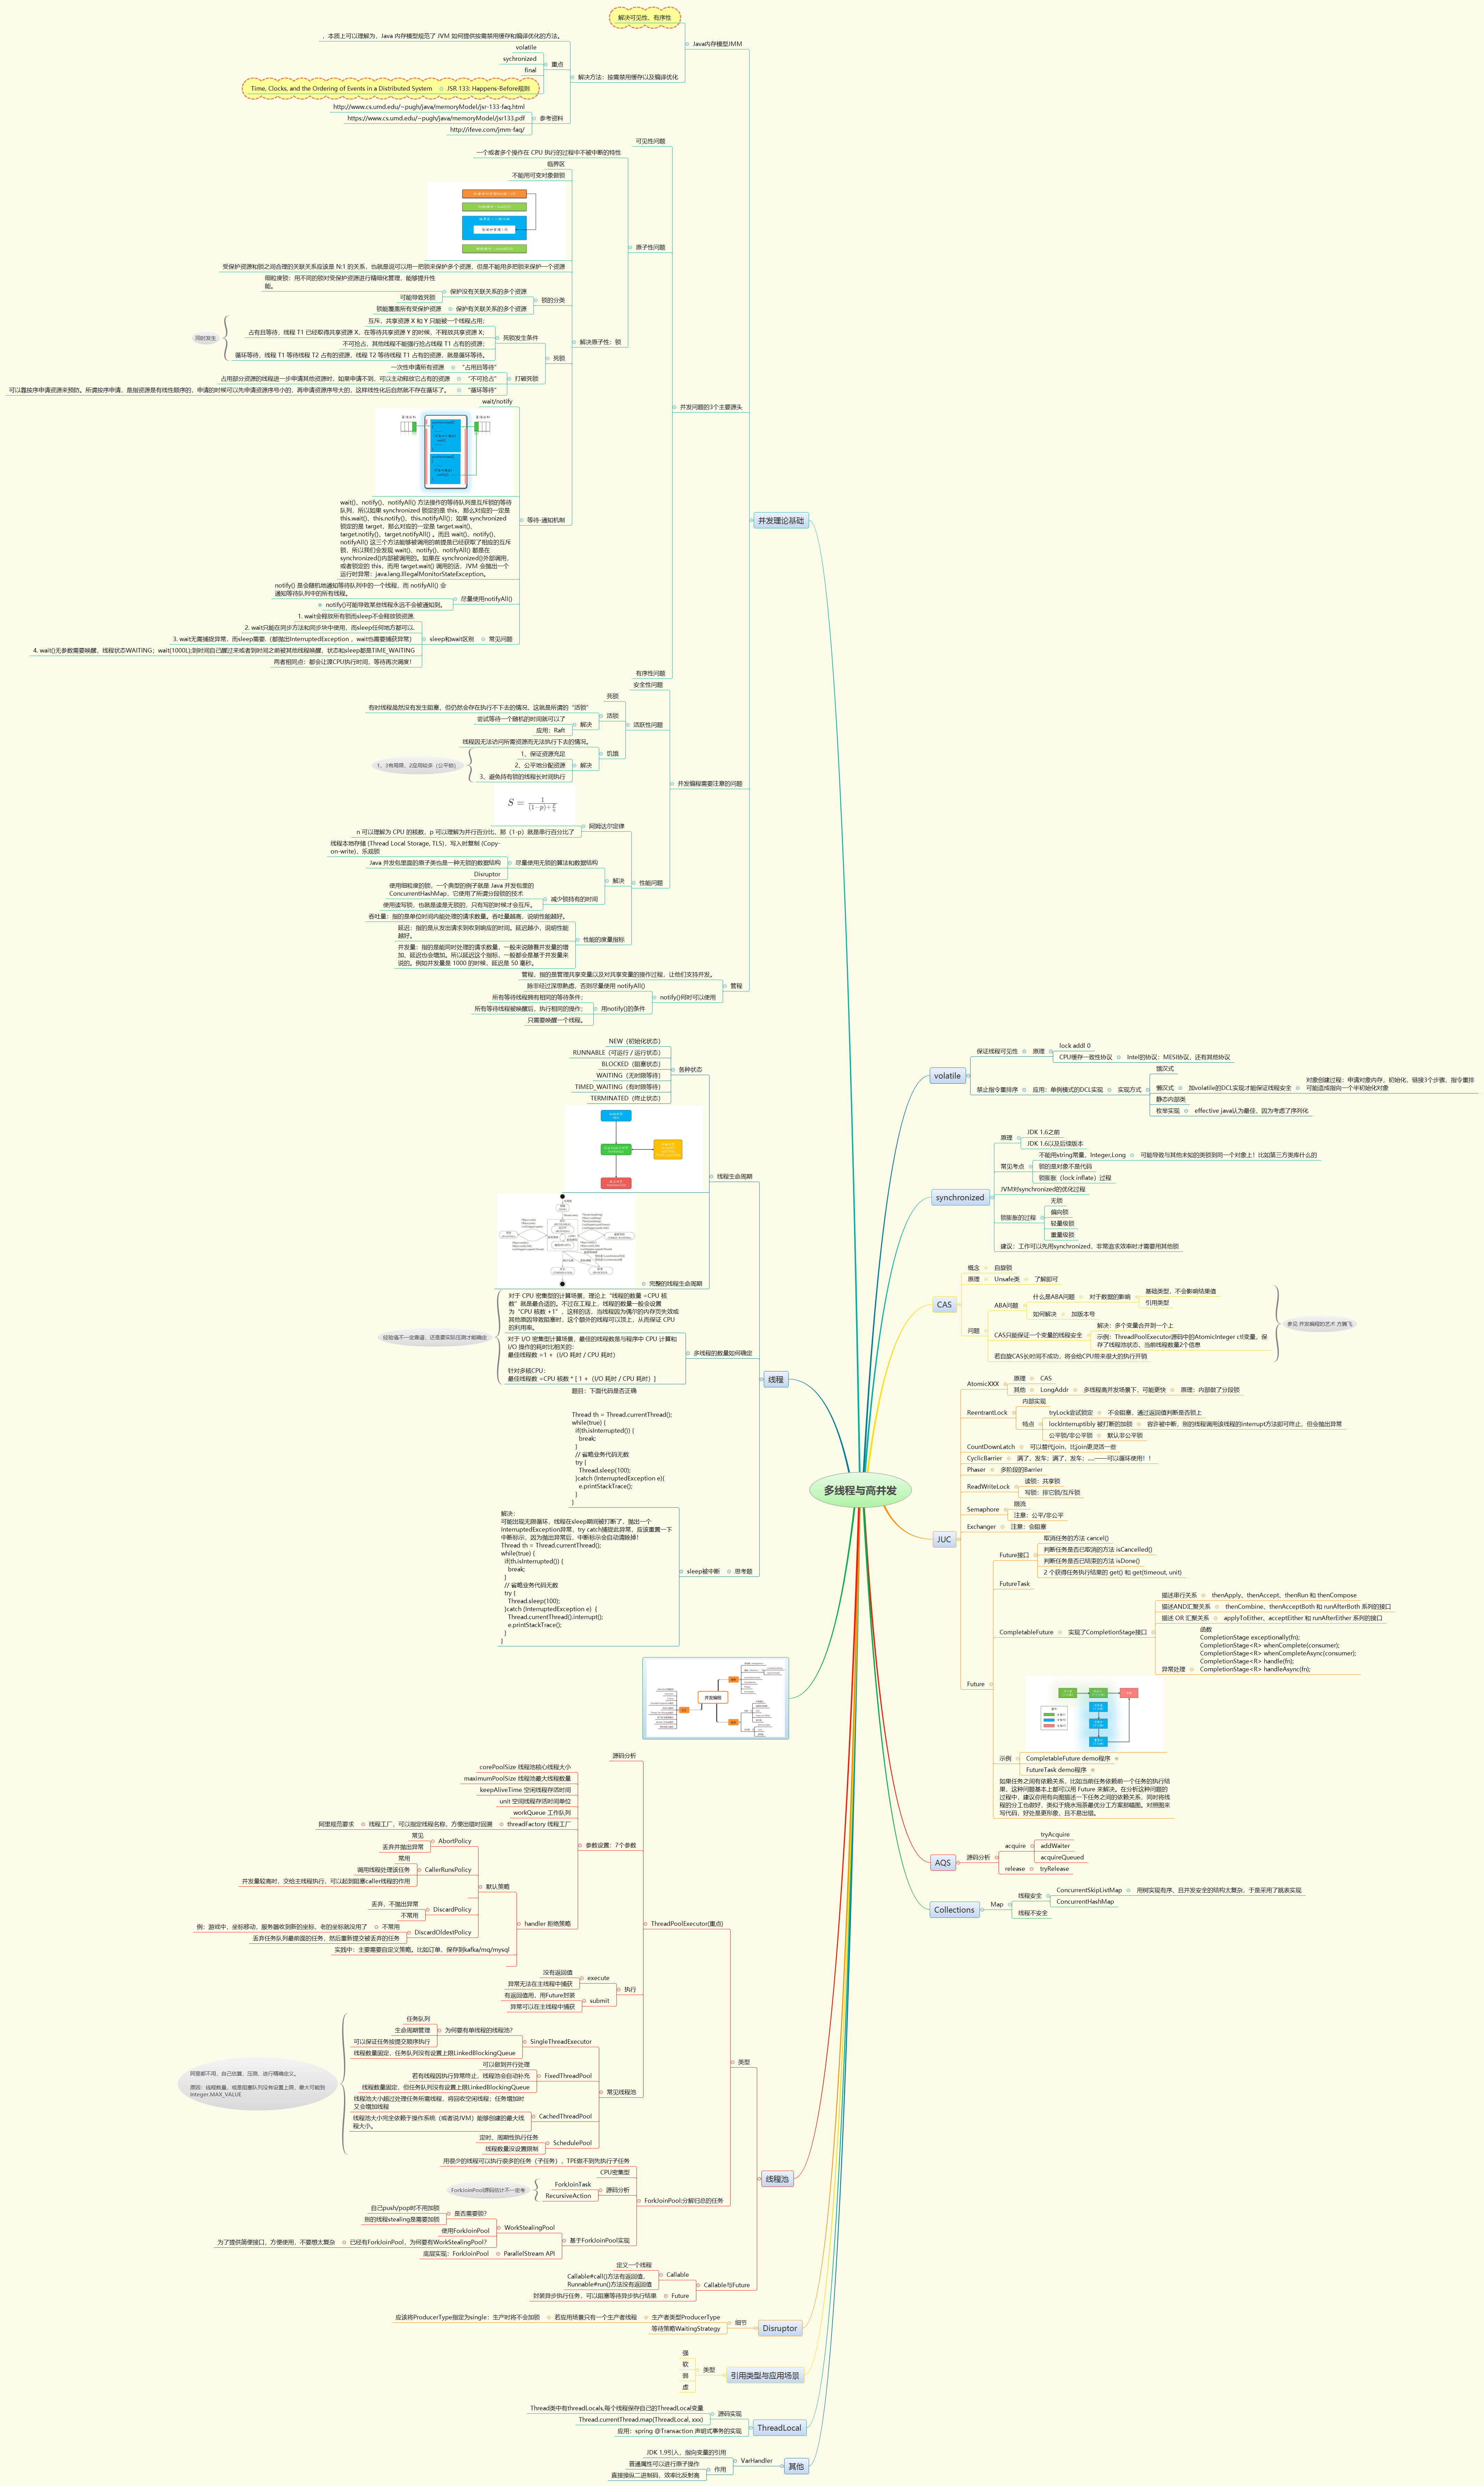 多线程与高并发
并发理论基础
Java内存模型JMM
解决可见性、有序性
解决方法：按需禁用缓存以及编译优化
，本质上可以理解为，Java 内存模型规范了 JVM 如何提供按需禁用缓存和编译优化的方法。
重点
volatile
sychronized
final
JSR 133: Happens-Before规则
Time, Clocks, and the Ordering of Events in a Distributed System
参考资料
http://www.cs.umd.edu/~pugh/java/memoryModel/jsr-133-faq.html
https://www.cs.umd.edu/~pugh/java/memoryModel/jsr133.pdf
http://ifeve.com/jmm-faq/
并发问题的3个主要源头
可见性问题
原子性问题
一个或者多个操作在 CPU 执行的过程中不被中断的特性
解决原子性：锁
临界区
不能用可变对象做锁
受保护资源和锁之间合理的关联关系应该是 N:1 的关系，也就是说可以用一把锁来保护多个资源，但是不能用多把锁来保护一个资源
锁的分类
保护没有关联关系的多个资源
细粒度锁：用不同的锁对受保护资源进行精细化管理，能够提升性
能。
可能导致死锁
保护有关联关系的多个资源
锁能覆盖所有受保护资源
死锁
死锁发生条件
互斥，共享资源 X 和 Y 只能被一个线程占用；
占有且等待，线程 T1 已经取得共享资源 X，在等待共享资源 Y 的时候，不释放共享资源 X；
不可抢占，其他线程不能强行抢占线程 T1 占有的资源；
循环等待，线程 T1 等待线程 T2 占有的资源，线程 T2 等待线程 T1 占有的资源，就是循环等待。
同时发生
打破死锁
“占用且等待”
一次性申请所有资源
“不可抢占”
占用部分资源的线程进一步申请其他资源时，如果申请不到，可以主动释放它占有的资源
“循环等待”
可以靠按序申请资源来预防。所谓按序申请，是指资源是有线性顺序的，申请的时候可以先申请资源序号小的，再申请资源序号大的，这样线性化后自然就不存在循环了。
等待-通知机制
wait/notify
wait()、notify()、notifyAll() 方法操作的等待队列是互斥锁的等待
队列，所以如果 synchronized 锁定的是 this，那么对应的一定是
this.wait()、this.notify()、this.notifyAll()；如果 synchronized
锁定的是 target，那么对应的一定是 target.wait()、
target.notify()、target.notifyAll() 。而且 wait()、notify()、
notifyAll() 这三个方法能够被调用的前提是已经获取了相应的互斥
锁，所以我们会发现 wait()、notify()、notifyAll() 都是在
synchronized{}内部被调用的。如果在 synchronized{}外部调用，
或者锁定的 this，而用 target.wait() 调用的话，JVM 会抛出一个
运行时异常：java.lang.IllegalMonitorStateException。
尽量使用notifyAll()
notify() 是会随机地通知等待队列中的一个线程，而 notifyAll() 会
通知等待队列中的所有线程。
notify()可能导致某些线程永远不会被通知到。
常见问题
sleep和wait区别
1. wait会释放所有锁而sleep不会释放锁资源.
2. wait只能在同步方法和同步块中使用，而sleep任何地方都可以.
3. wait无需捕捉异常，而sleep需要.（都抛出InterruptedException ，wait也需要捕获异常）
4. wait()无参数需要唤醒，线程状态WAITING；wait(1000L);到时间自己醒过来或者到时间之前被其他线程唤醒，状态和sleep都是TIME_WAITING
两者相同点：都会让渡CPU执行时间，等待再次调度！
有序性问题
并发编程需要注意的问题
安全性问题
活跃性问题
死锁
活锁
有时线程虽然没有发生阻塞，但仍然会存在执行不下去的情况，这就是所谓的“活锁”
解决
尝试等待一个随机的时间就可以了
应用：Raft
饥饿
线程因无法访问所需资源而无法执行下去的情况。
解决
1、保证资源充足
2、公平地分配资源
3、避免持有锁的线程长时间执行
1、3有局限，2应用较多（公平锁）
性能问题
阿姆达尔定律
n 可以理解为 CPU 的核数，p 可以理解为并行百分比，那（1-p）就是串行百分比了
解决
尽量使用无锁的算法和数据结构
线程本地存储 (Thread Local Storage, TLS)，写入时复制 (Copy-
on-write)，乐观锁
Java 并发包里面的原子类也是一种无锁的数据结构
Disruptor
减少锁持有的时间
使用细粒度的锁，一个典型的例子就是 Java 并发包里的
ConcurrentHashMap，它使用了所谓分段锁的技术
使用读写锁，也就是读是无锁的，只有写的时候才会互斥。
性能的度量指标
吞吐量：指的是单位时间内能处理的请求数量。吞吐量越高，说明性能越好。
延迟：指的是从发出请求到收到响应的时间。延迟越小，说明性能
越好。
并发量：指的是能同时处理的请求数量，一般来说随着并发量的增
加，延迟也会增加。所以延迟这个指标，一般都会是基于并发量来
说的。例如并发量是 1000 的时候，延迟是 50 毫秒。
管程
管程，指的是管理共享变量以及对共享变量的操作过程，让他们支持并发。
notify()何时可以使用
除非经过深思熟虑，否则尽量使用 notifyAll()
用notify()的条件
所有等待线程拥有相同的等待条件；
所有等待线程被唤醒后，执行相同的操作；
只需要唤醒一个线程。
线程
线程生命周期
各种状态
NEW（初始化状态）
RUNNABLE（可运行 / 运行状态）
BLOCKED（阻塞状态）
WAITING（无时限等待）
TIMED_WAITING（有时限等待）
TERMINATED（终止状态）
完整的线程生命周期
多线程的数量如何确定
对于 CPU 密集型的计算场景，理论上“线程的数量 =CPU 核
数”就是最合适的。不过在工程上，线程的数量一般会设置
为“CPU 核数 +1”，这样的话，当线程因为偶尔的内存页失效或
其他原因导致阻塞时，这个额外的线程可以顶上，从而保证 CPU
的利用率。
对于 I/O 密集型计算场景，最佳的线程数是与程序中 CPU 计算和
I/O 操作的耗时比相关的：
最佳线程数 =1 +（I/O 耗时 / CPU 耗时）
针对多核CPU：
最佳线程数 =CPU 核数 * [ 1 +（I/O 耗时 / CPU 耗时）]
经验值不一定靠谱，还是要实际压测才能确定
思考题
sleep被中断
题目：下面代码是否正确
Thread th = Thread.currentThread();
while(true) {
if(th.isInterrupted()) {
break;
}
// 省略业务代码无数
try {
Thread.sleep(100);
}catch (InterruptedException e){
e.printStackTrace();
}
}
解决：
可能出现无限循环，线程在sleep期间被打断了，抛出一个
InterruptedException异常，try catch捕捉此异常，应该重置一下
中断标示，因为抛出异常后，中断标示会自动清除掉！
Thread th = Thread.currentThread();
while(true) {
if(th.isInterrupted()) {
break;
}
// 省略业务代码无数
try {
Thread.sleep(100);
}catch (InterruptedException e) {
Thread.currentThread().interrupt();
e.printStackTrace();
}
}
并发编程
线程池
类型
ThreadPoolExecutor(重点)
源码分析
参数设置：7个参数
corePoolSize 线程池核心线程大小
maximumPoolSize 线程池最大线程数量
keepAliveTime 空闲线程存活时间
unit 空间线程存活时间单位
workQueue 工作队列
threadFactory 线程工厂
线程工厂，可以指定线程名称，方便出错时回溯
阿里规范要求
handler 拒绝策略
默认策略
AbortPolicy
常见
丢弃并抛出异常
CallerRunsPolicy
常用
调用线程处理该任务
并发量较高时，交给主线程执行，可以起到阻塞caller线程的作用
DiscardPolicy
丢弃，不抛出异常
不常用
DiscardOldestPolicy
不常用
例：游戏中，坐标移动，服务器收到新的坐标，老的坐标就没用了
丢弃任务队列最前面的任务，然后重新提交被丢弃的任务
实践中：主要需要自定义策略。比如订单，保存到kafka/mq/mysql
执行
execute
没有返回值
异常无法在主线程中捕获
submit
有返回值用，用Future封装
异常可以在主线程中捕获
常见线程池
SingleThreadExecutor
为何要有单线程的线程池？
任务队列
生命周期管理
可以保证任务按提交顺序执行
线程数量固定，任务队列没有设置上限LinkedBlockingQueue
FixedThreadPool
可以做到并行处理
若有线程因执行异常终止，线程池会自动补充
线程数量固定，但任务队列没有设置上限LinkedBlockingQueue
CachedThreadPool
线程池大小超过处理任务所需线程，将回收空闲线程；任务增加时
又会增加线程
线程池大小完全依赖于操作系统（或者说JVM）能够创建的最大线
程大小。
SchedulePool
定时、周期性执行任务
线程数量没设置限制
阿里都不用，自己估算，压测，进行精确定义。
原因：线程数量，或是阻塞队列没有设置上限，最大可能到
Integer.MAX_VALUE
ForkJoinPool:分解归总的任务
用很少的线程可以执行很多的任务（子任务），TPE做不到先执行子任务
CPU密集型
源码分析
ForkJoinTask
RecursiveAction
ForkJoinPool源码估计不一定考
基于ForkJoinPool实现
WorkStealingPool
是否需要锁？
自己push/pop时不用加锁
别的线程stealing是需要加锁
使用ForkJoinPool
已经有ForkJoinPool，为何要有WorkStealingPool？
为了提供简便接口，方便使用，不要想太复杂
ParallelStream API
底层实现：ForkJoinPool
Callable与Future
Callable
定义一个线程
Callable#call()方法有返回值，
Runnable#run()方法没有返回值
Future
封装异步执行任务，可以阻塞等待异步执行结果
Disruptor
细节
生产者类型ProducerType
若应用场景只有一个生产者线程
应该将ProducerType指定为single：生产时将不会加锁
等待策略WaitingStrategy
引用类型与应用场景
类型
强
软
弱
虚
ThreadLocal
源码实现
Thread类中有threadLocals,每个线程保存自己的ThreadLocal变量
Thread.currentThread.map(ThreadLocal, xxx)
应用：spring @Transaction 声明式事务的实现
其他
VarHandler
JDK 1.9引入，指向变量的引用
作用
普通属性可以进行原子操作
直接操纵二进制码，效率比反射高
volatile
保证线程可见性
原理
lock addl 0
CPU缓存一致性协议
Intel的协议：MESI协议，还有其他协议
禁止指令重排序
应用：单例模式的DCL实现
实现方式
饿汉式
懒汉式
加volatile的DCL实现才能保证线程安全
对象创建过程：申请对象内存，初始化，链接3个步骤，指令重排
可能造成指向一个半初始化对象
静态内部类
枚举实现
effective java认为最佳，因为考虑了序列化
synchronized
原理
JDK 1.6之前
JDK 1.6以及后续版本
常见考点
不能用string常量，Integer,Long
可能导致与其他未知的类锁到同一个对象上！比如第三方类库什么的
锁的是对象不是代码
锁膨胀（lock inflate）过程
JVM对synchronized的优化过程
锁膨胀的过程
无锁
偏向锁
轻量级锁
重量级锁
建议：工作可以先用synchronized，非常追求效率时才需要用其他锁
CAS
概念
自旋锁
原理
Unsafe类
了解即可
问题
ABA问题
什么是ABA问题
对于数据的影响
基础类型，不会影响结果值
引用类型
如何解决
加版本号
CAS只能保证一个变量的线程安全
解决：多个变量合并到一个上
示例：ThreadPoolExecutor源码中的AtomicInteger ctl变量，保
存了线程池状态，当前线程数量2个信息
若自旋CAS长时间不成功，将会给CPU带来很大的执行开销
参见 并发编程的艺术 方腾飞
JUC
AtomicXXX
原理
CAS
其他
LongAddr
多线程高并发场景下，可能更快
原理：内部做了分段锁
ReentrantLock
内部实现
特点
tryLock尝试锁定
不会阻塞，通过返回值判断是否锁上
lockInterruptibly 被打断的加锁
容许被中断，别的线程调用该线程的interrupt方法即可终止，但会抛出异常
公平锁/非公平锁
默认非公平锁
CountDownLatch
可以替代join，比join更灵活一些
CyclicBarrier
满了，发车；满了，发车；......——可以循环使用！！
Phaser
多阶段的Barrier
ReadWriteLock
读锁：共享锁
写锁：排它锁/互斥锁
Semaphore
限流
注意：公平/非公平
Exchanger
注意：会阻塞
Future
Future接口
取消任务的方法 cancel()
判断任务是否已取消的方法 isCancelled()
判断任务是否已结束的方法 isDone()
2 个获得任务执行结果的 get() 和 get(timeout, unit)
FutureTask
CompletableFuture
实现了CompletionStage接口
描述串行关系
thenApply、thenAccept、thenRun 和 thenCompose
描述AND汇聚关系
thenCombine、thenAcceptBoth 和 runAfterBoth 系列的接口
描述 OR 汇聚关系
applyToEither、acceptEither 和 runAfterEither 系列的接口
异常处理
函数
CompletionStage exceptionally(fn);
CompletionStage<R> whenComplete(consumer);
CompletionStage<R> whenCompleteAsync(consumer);
CompletionStage<R> handle(fn);
CompletionStage<R> handleAsync(fn);
示例
CompletableFuture demo程序
FutureTask demo程序
如果任务之间有依赖关系，比如当前任务依赖前一个任务的执行结
果，这种问题基本上都可以用 Future 来解决。在分析这种问题的
过程中，建议你用有向图描述一下任务之间的依赖关系，同时将线
程的分工也做好，类似于烧水泡茶最优分工方案那幅图。对照图来
写代码，好处是更形象，且不易出错。
AQS
源码分析
acquire
tryAcquire
addWaiter
acquireQueued
release
tryRelease
Collections
Map
线程安全
ConcurrentSkipListMap
用树实现有序、且并发安全的结构太复杂，于是采用了跳表实现
ConcurrentHashMap
线程不安全